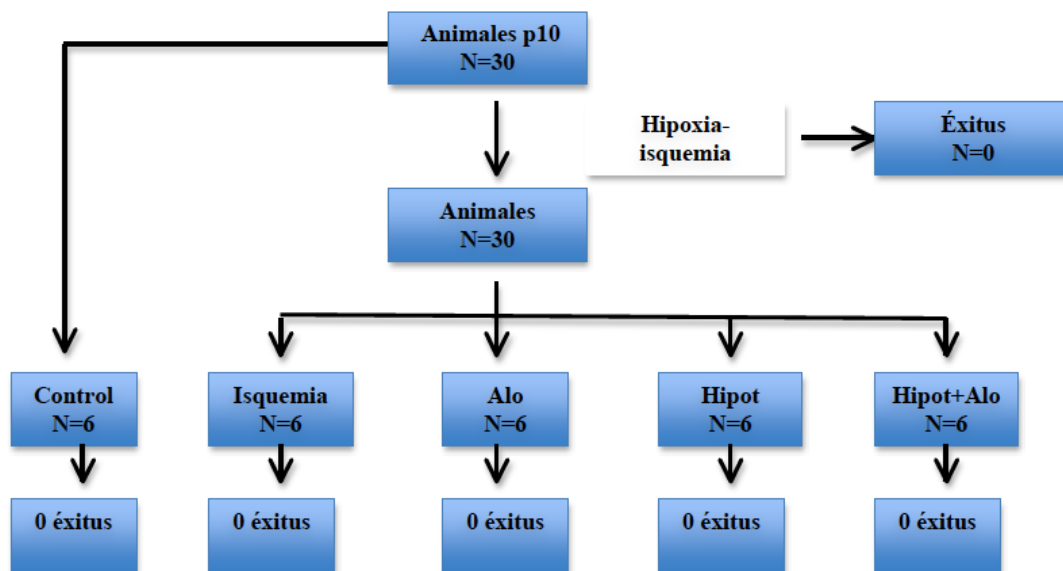 Animales p10
N=30
Hipoxia-
isquemia
Éxitus
N=0
Animales
N=30
Control
N=6
Isquemia
N=6
Alo
N=6
Hipot
N=6
Hipot+Alo
N=6
0 éxitus
0 éxitus
0 éxitus
0 éxitus
0 éxitus